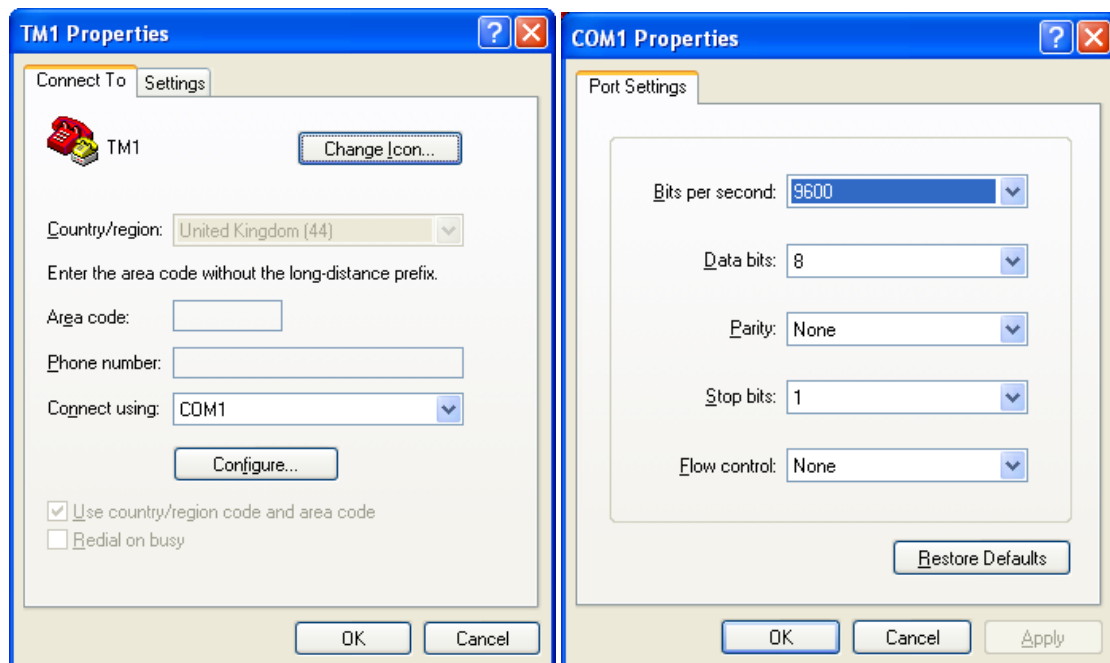 TM1 Properties
Connect To
Settings
TM1
Change Icon...
Country/region: United Kingdom (44)
Enter the area code without the long-distance prefix.
Area code:
Phone number:
Connect using: COM1
Configure...
Use country/region code and area code
Redial on busy
OK
Cancel
COM1 Properties
Port Settings
Bits per second: 9600
Data bits: 8
Parity: None
Stop bits: 1
Flow control: None
Restore Defaults
OK
Cancel
Apply